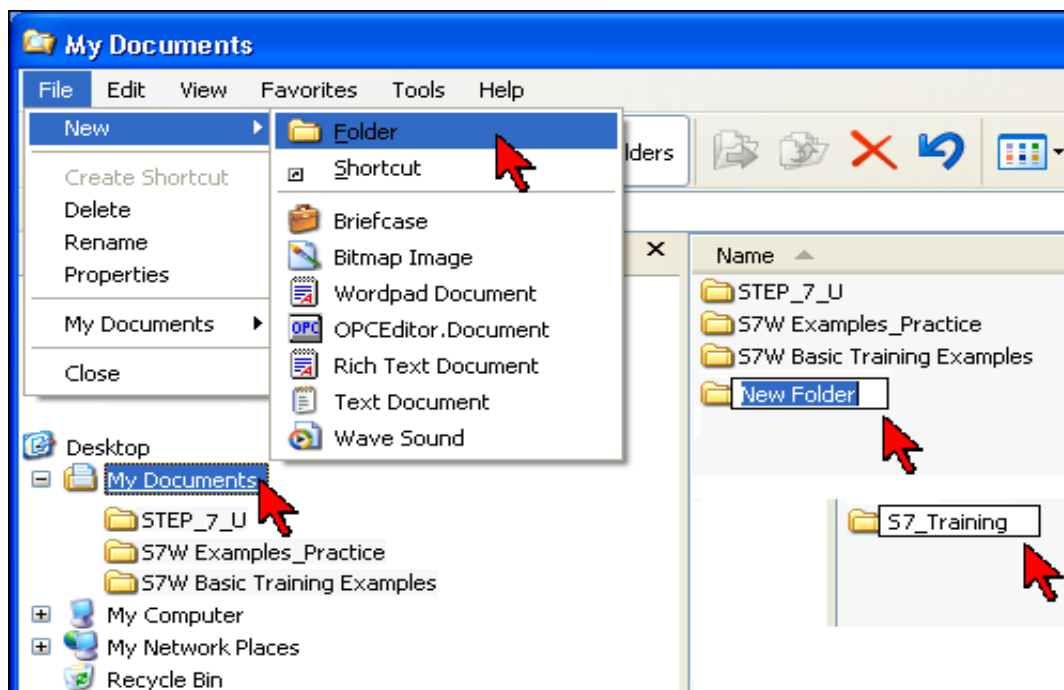 My Documents
File Edit View Favorites Tools Help
New
Create Shortcut
Delete
Rename
Properties
My Documents
Close
Folder
Shortcut
Briefcase
Bitmap Image
Wordpad Document
OPC OPCEditor.Document
Rich Text Document
Text Document
Wave Sound
lders
Desktop
My Documents
STEP_7_U
S7W Examples_Practice
S7W Basic Training Examples
My Computer
My Network Places
Recycle Bin
Name
STEP_7_U
S7W Examples_Practice
S7W Basic Training Examples
New Folder
S7_Training